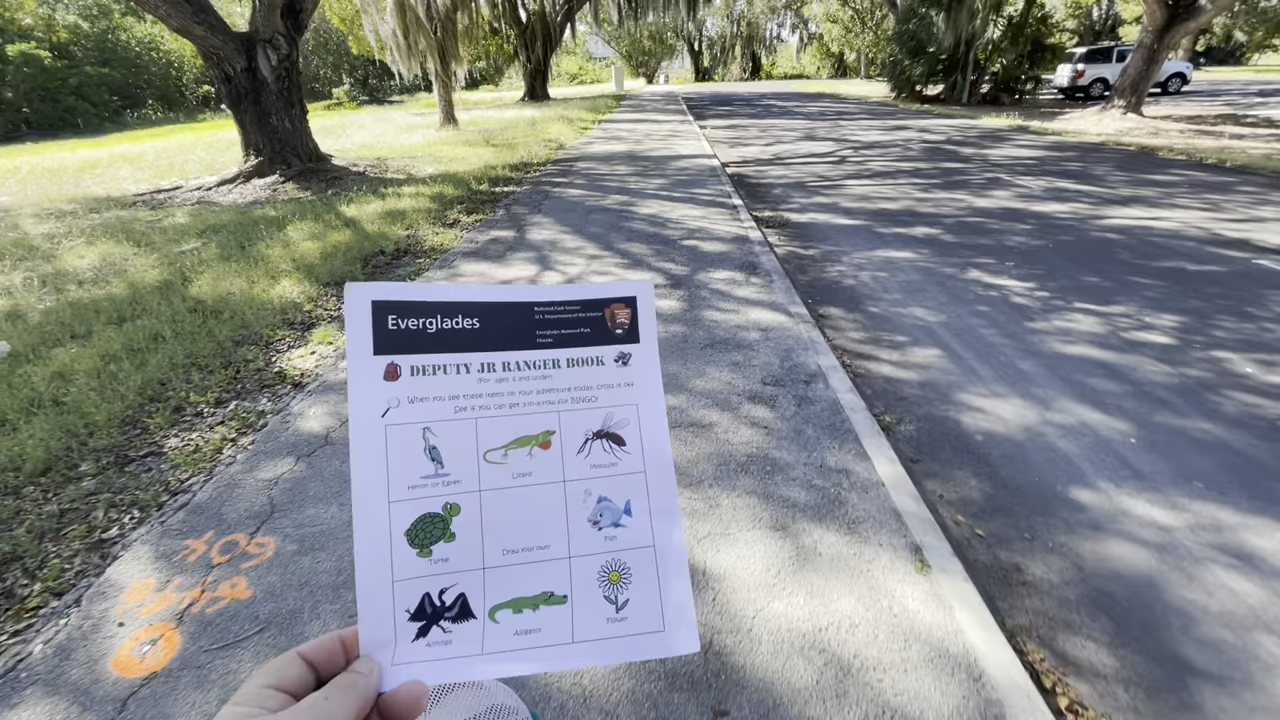 Everglades
National Park Service
U.S. Department of the Interior
Everglades National Park
Florida
DEPUTY JR RANGER BOOK
(For ages 6 and under)
When you see these items on your adventure today, cross it off
See if you can get 3-in-a-row for BINGO!
Heron (or Egret)
Lizard
Mosquito
Turtle
Draw your own!
Fish
Anhinga
Alligator
Flower